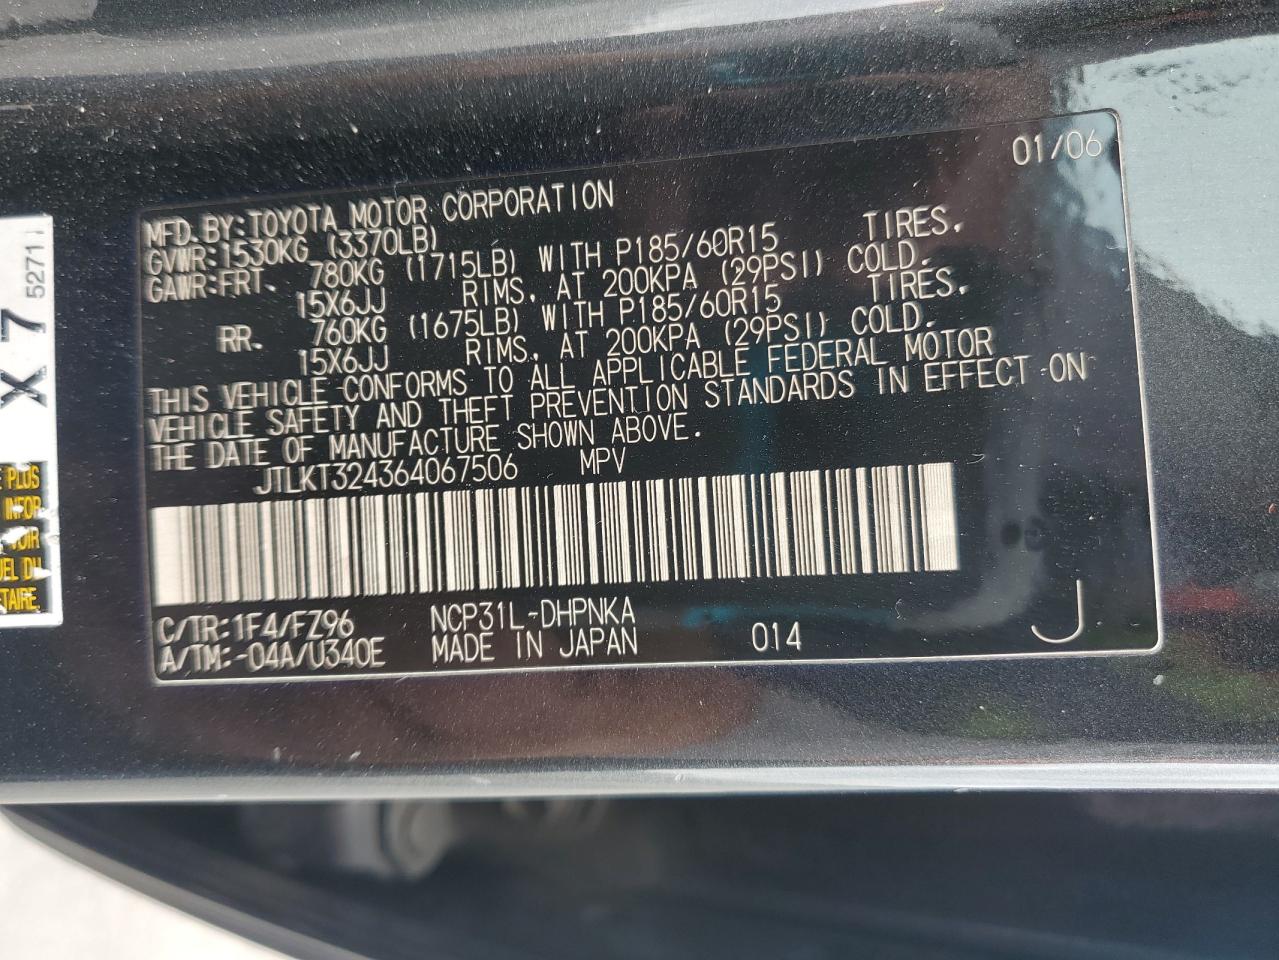 01/06
MFD. BY: TOYOTA MOTOR CORPORATION
GVWR: 1530KG (3370LB)
GAWR: FRT. 780KG (1715LB) WITH P185/60R15 TIRES,
15X6JJ RIMS, AT 200KPA (29PSI) COLD.
RR. 760KG (1675LB) WITH P185/60R15 TIRES,
15X6JJ RIMS, AT 200KPA (29PSI) COLD.
THIS VEHICLE CONFORMS TO ALL APPLICABLE FEDERAL MOTOR
VEHICLE SAFETY AND THEFT PREVENTION STANDARDS IN EFFECT ON
THE DATE OF MANUFACTURE SHOWN ABOVE.
JTLKT324364067506 MPV
C/TR: 1F4/FZ96 NCP31L-DHPNKA
A/TM: -04A/U340E MADE IN JAPAN 014 J
X 7
5271
PLUS
INFOR
DU
TAIRE.